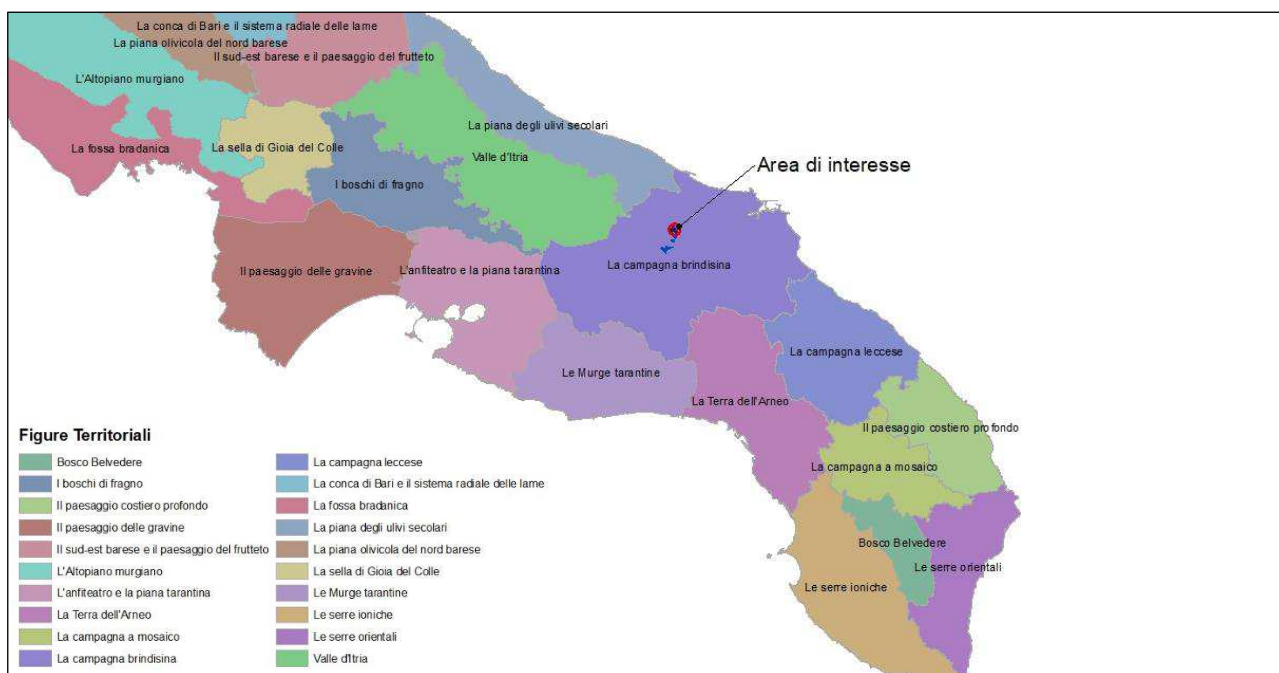 La conca di Bari e il sistema radiale delle lame
La piana olivicola del nord barese
Il sud-est barese e il paesaggio del frutteto
L'Altopiano murgiano
La piana degli ulivi secolari
La fossa bradanica
La sella di Gioia del Colle
Valle d'Itria
Area di interesse
I boschi di fragno
Il paesaggio delle gravine
L'anfiteatro e la piana tarantina
La campagna brindisina
La campagna leccese
Le Murge tarantine
La Terra dell'Arneo
Il paesaggio costiero profondo
La campagna a mosaico
Bosco Belvedere
Le serre orientali
Le serre ioniche
Figure Territoriali
Bosco Belvedere
I boschi di fragno
Il paesaggio costiero profondo
Il paesaggio delle gravine
Il sud-est barese e il paesaggio del frutteto
L'Altopiano murgiano
L'anfiteatro e la piana tarantina
La Terra dell'Arneo
La campagna a mosaico
La campagna brindisina
La campagna leccese
La conca di Bari e il sistema radiale delle lame
La fossa bradanica
La piana degli ulivi secolari
La piana olivicola del nord barese
La sella di Gioia del Colle
Le Murge tarantine
Le serre ioniche
Le serre orientali
Valle d'Itria